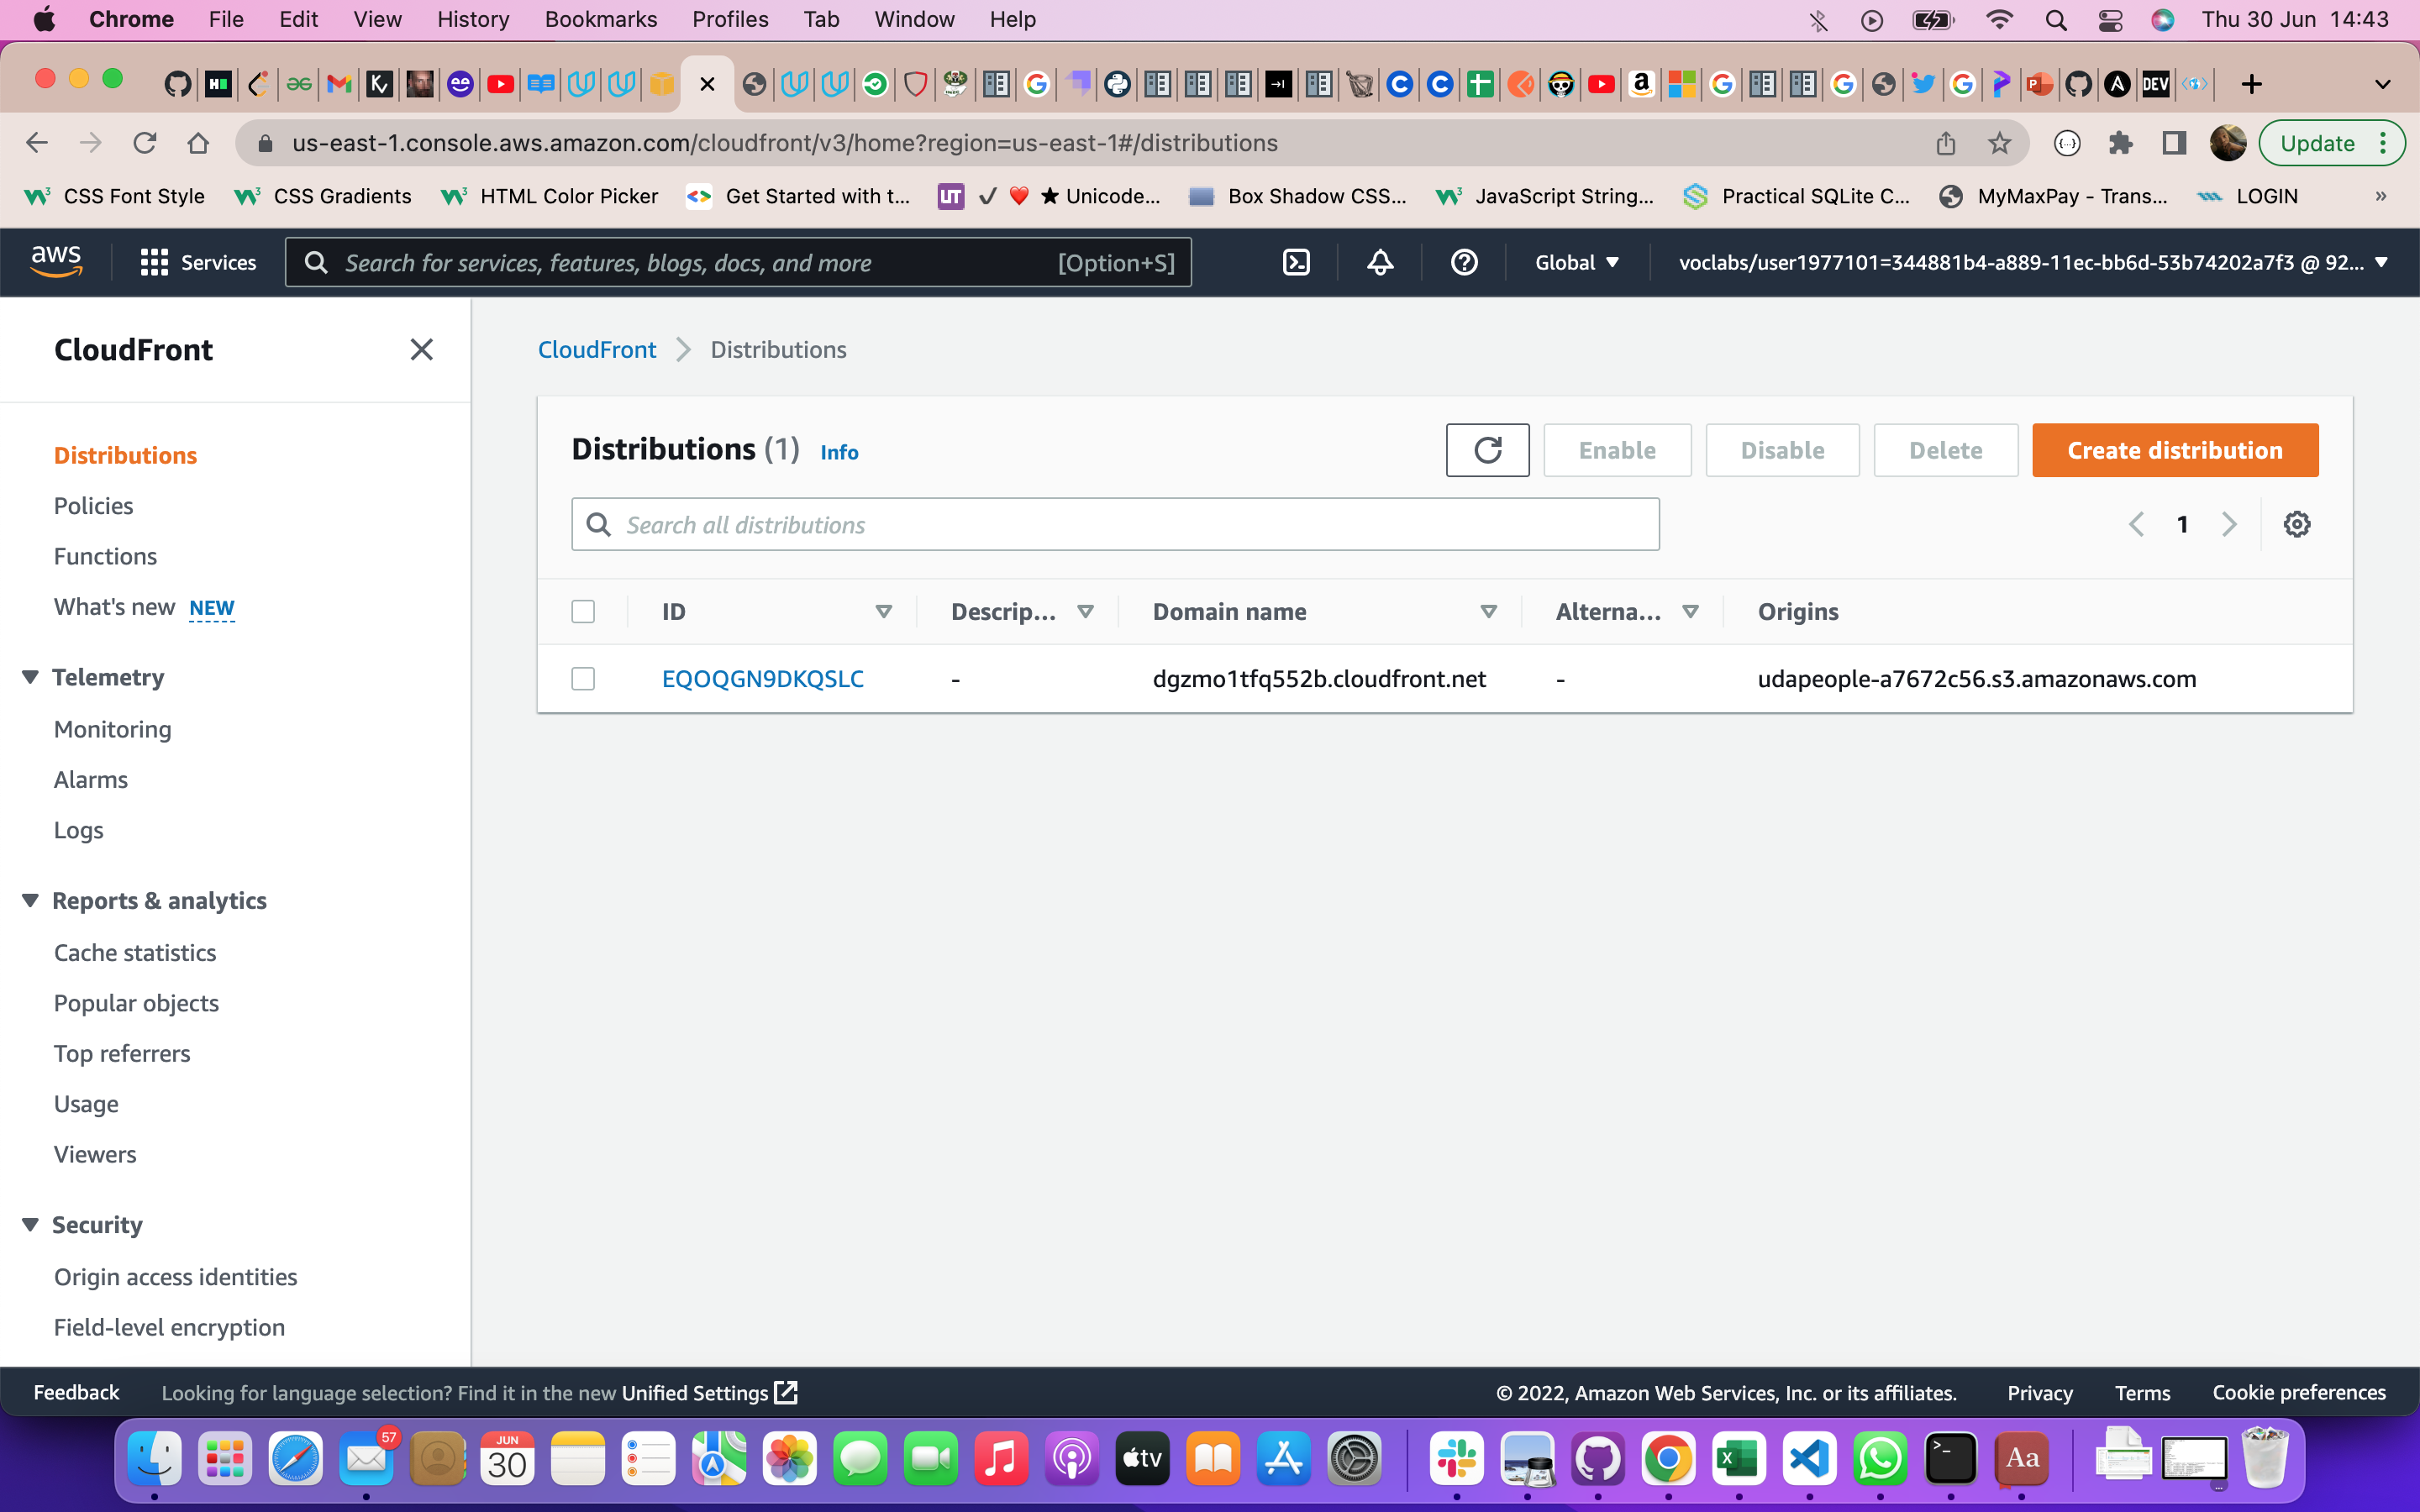 Chrome File Edit View History Bookmarks Profiles Tab Window Help Thu 30 Jun 14:43
DEV
us-east-1.console.aws.amazon.com/cloudfront/v3/home?region=us-east-1#/distributions Update
CSS Font Style CSS Gradients HTML Color Picker Get Started with t... UT ✓ ❤️ ★ Unicode... Box Shadow CSS... JavaScript String... Practical SQLite C... MyMaxPay - Trans... LOGIN »
aws Services Search for services, features, blogs, docs, and more [Option+S] Global voclabs/user1977101=344881b4-a889-11ec-bb6d-53b74202a7f3 @ 92...
CloudFront
Distributions
Policies
Functions
What's new NEW
Telemetry
Monitoring
Alarms
Logs
Reports & analytics
Cache statistics
Popular objects
Top referrers
Usage
Viewers
Security
Origin access identities
Field-level encryption
CloudFront Distributions
Distributions (1) Info Enable Disable Delete Create distribution
Search all distributions 1
ID Descrip... Domain name Alterna... Origins
EQOQGN9DKQSLC - dgzmo1tfq552b.cloudfront.net - udapeople-a7672c56.s3.amazonaws.com
Feedback Looking for language selection? Find it in the new Unified Settings © 2022, Amazon Web Services, Inc. or its affiliates. Privacy Terms Cookie preferences
57 JUN 30 tv Aa